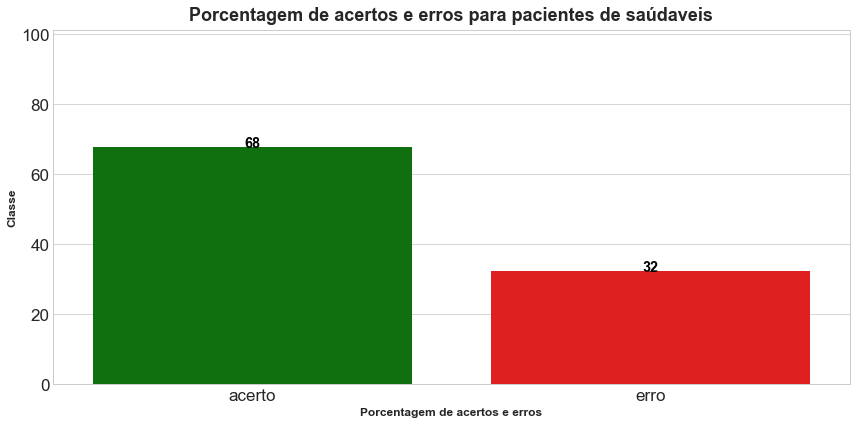 Porcentagem de acertos e erros para pacientes de saúdaveis
100
80
60
40
20
0
Classe
68
32
acerto
erro
Porcentagem de acertos e erros